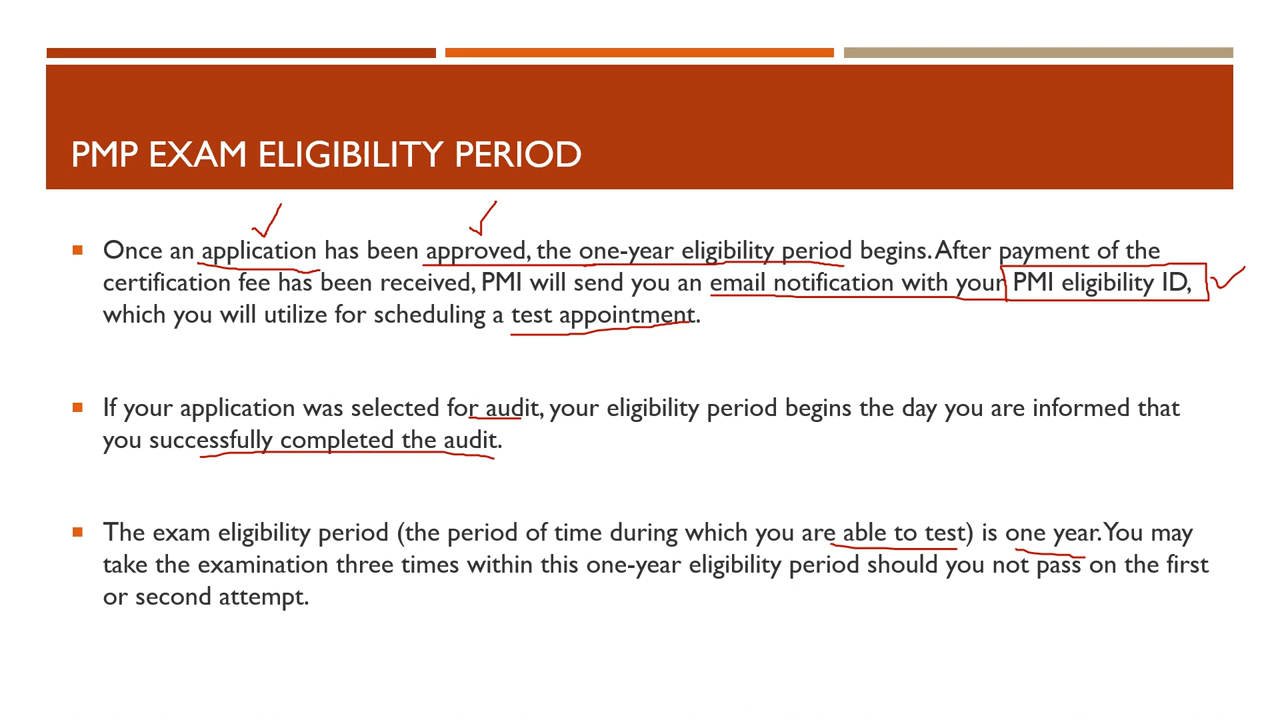 PMP EXAM ELIGIBILITY PERIOD
Once an application has been approved, the one-year eligibility period begins. After payment of the
certification fee has been received, PMI will send you an email notification with your PMI eligibility ID,
which you will utilize for scheduling a test appointment.
If your application was selected for audit, your eligibility period begins the day you are informed that
you successfully completed the audit.
The exam eligibility period (the period of time during which you are able to test) is one year. You may
take the examination three times within this one-year eligibility period should you not pass on the first
or second attempt.